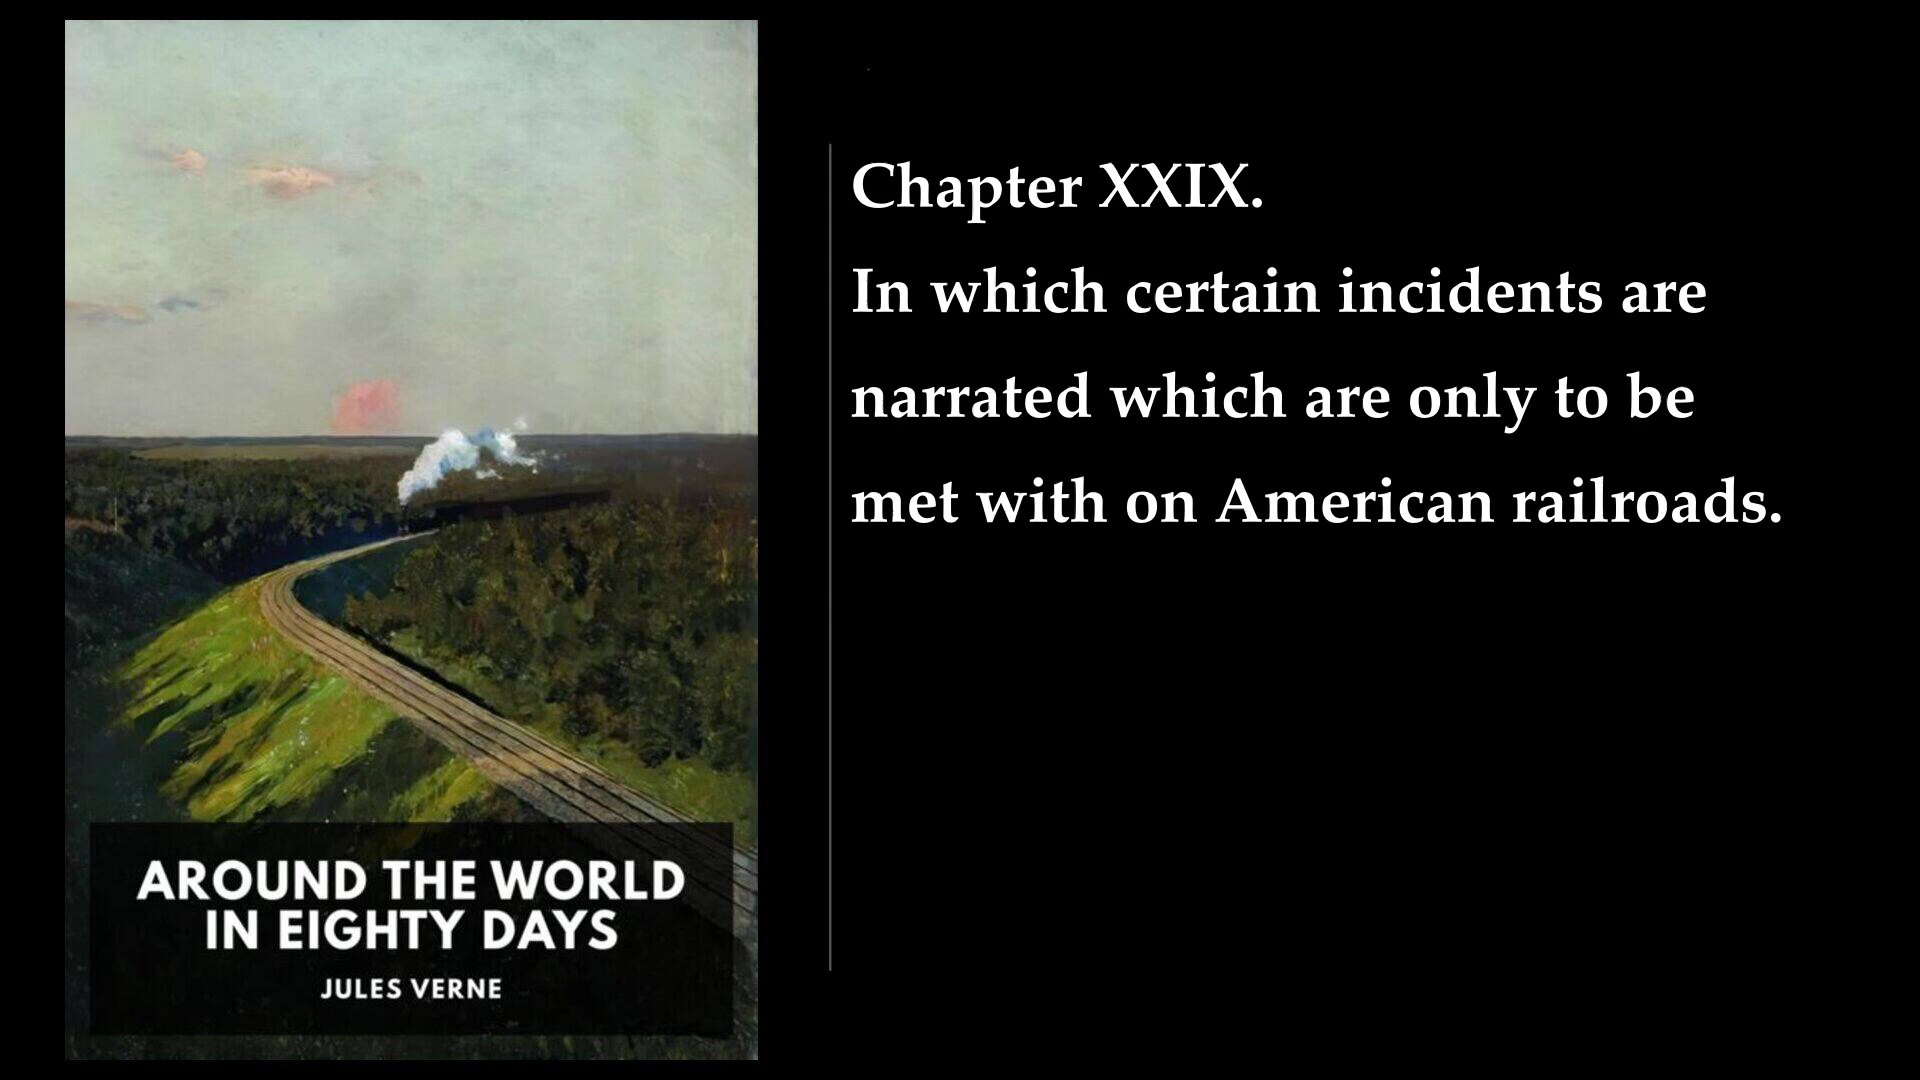 AROUND THE WORLD
IN EIGHTY DAYS
JULES VERNE
Chapter XXIX.
In which certain incidents are
narrated which are only to be
met with on American railroads.